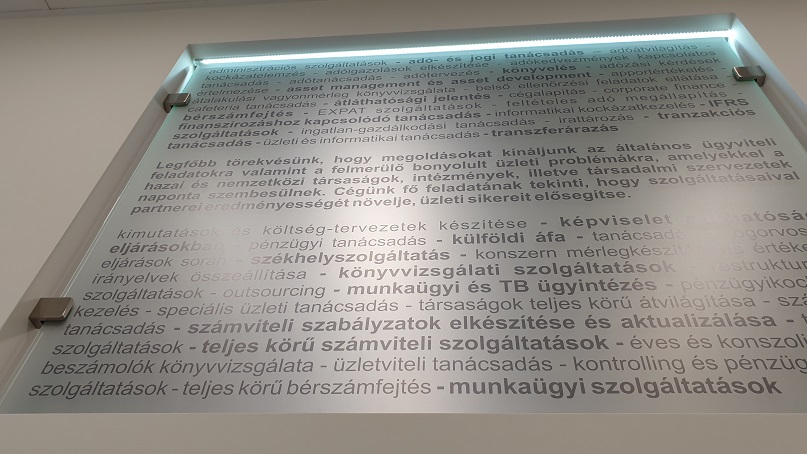 adminisztrációs szolgáltatások - adó- és jogi tanácsadás – adóátvilágítás -
kockázatelemzés - adóigazolások elkészítése - adókedvezmények kapcsolatos
tanácsadás - adótanácsadás - adótervezés - könyvelés - adózási kérdések
értelmezése - asset management és asset development - apportértékelés -
átalakulási vagyonmérleg könyvvizsgálata - belső ellenőrzési feladatok ellátása -
cafeteria tanácsadás - átláthatósági jelentés - cégalapítás - corporate finance -
bérszámfejtés - EXPAT szolgáltatások - feltételes adó megállapítás -
finanszírozáshoz kapcsolódó tanácsadás - informatikai kockázatkezelés - IFRS
szolgáltatások - ingatlan-gazdálkodási tanácsadás - irattározás - tranzakciós
tanácsadás - üzleti és informatikai tanácsadás - transzferárazás
Legfőbb törekvésünk, hogy megoldásokat kínáljunk az általános ügyviteli
feladatokra valamint a felmerülő bonyolult üzleti problémákra, amelyekkel a
hazai és nemzetközi társaságok, intézmények, illetve társadalmi szervezetek
naponta szembesülnek. Cégünk fő feladatának tekinti, hogy szolgáltatásaival
partnerei eredményességét növelje, üzleti sikereit elősegítse.
kimutatások és költség-tervezetek készítése - képviselet
eljárásokban - pénzügyi tanácsadás - külföldi áfa - tanácsadás
eljárások során - székhelyszolgáltatás - konszern mérlegkészítés
irányelvek összeállítása - könyvvizsgálati szolgáltatások
szolgáltatások - outsourcing - munkaügyi és TB ügyintézés - pénzügyi
kezelés - speciális üzleti tanácsadás - társaságok teljes körű átvilágítása -
tanácsadás - számviteli szabályzatok elkészítése és aktualizálása -
szolgáltatások - teljes körű számviteli szolgáltatások - éves és
beszámolók könyvvizsgálata - üzletviteli tanácsadás - kontrolling és
szolgáltatások - teljes körű bérszámfejtés - munkaügyi szolgáltatások